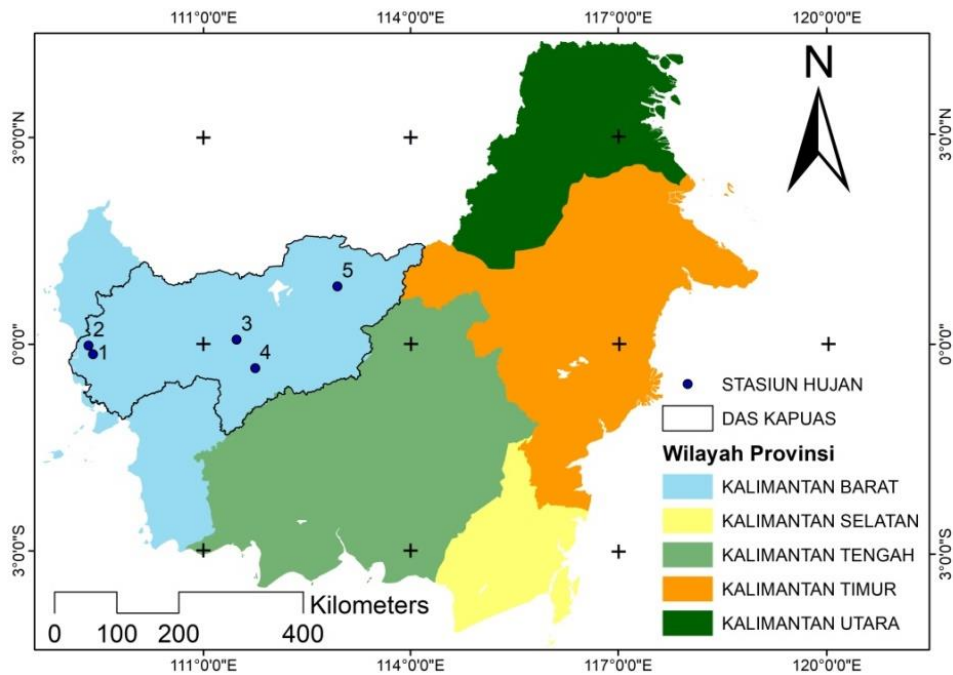 111°0'0"E 114°0'0"E 117°0'0"E 120°0'0"E
N
3°0'0"N 3°0'0"N
5
2 3
1
4
0°0'0" 0°0'0"
STASIUN HUJAN
DAS KAPUAS
Wilayah Provinsi
KALIMANTAN BARAT
KALIMANTAN SELATAN
KALIMANTAN TENGAH
KALIMANTAN TIMUR
KALIMANTAN UTARA
3°0'0"S 3°0'0"S
Kilometers
0 100 200 400
111°0'0"E 114°0'0"E 117°0'0"E 120°0'0"E